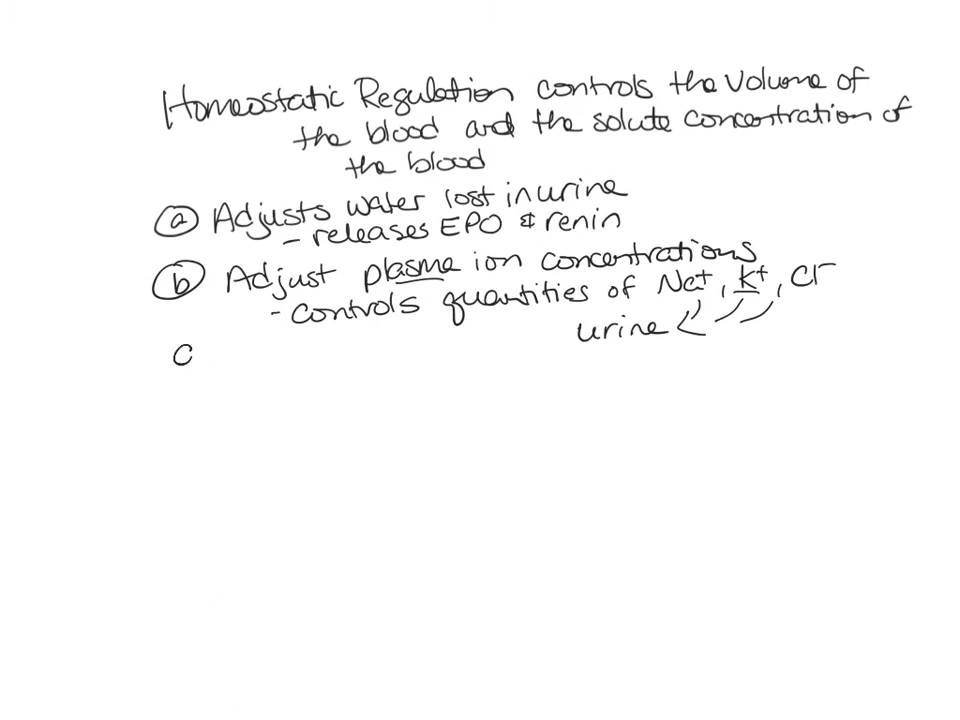 Homeostatic Regulation controls the volume of
the blood and the solute concentration of
the blood
a Adjusts water lost in urine
- releases EPO & renin
b Adjust plasma ion concentrations
- controls quantities of Na+, K+, Cl-
urine
C